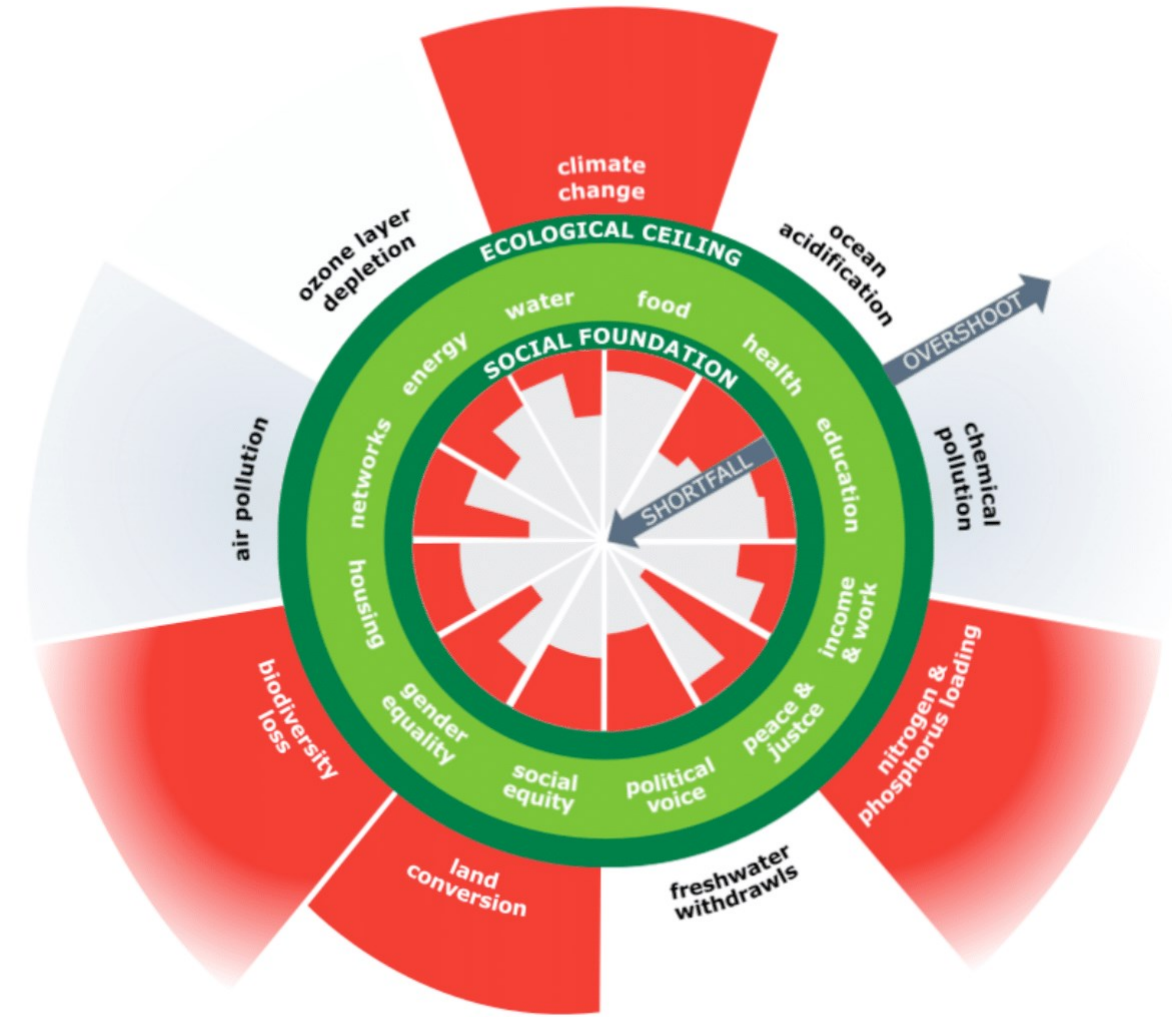 climate
change
ocean
acidification
OVERSHOOT
chemical
pollution
nitrogen &
phosphorus loading
freshwater
withdrawls
land
conversion
biodiversity
loss
air pollution
ozone layer
depletion
ECOLOGICAL CEILING
water
food
health
education
income
& work
peace &
justce
political
voice
social
equity
gender
equality
housing
networks
energy
SOCIAL FOUNDATION
SHORTFALL